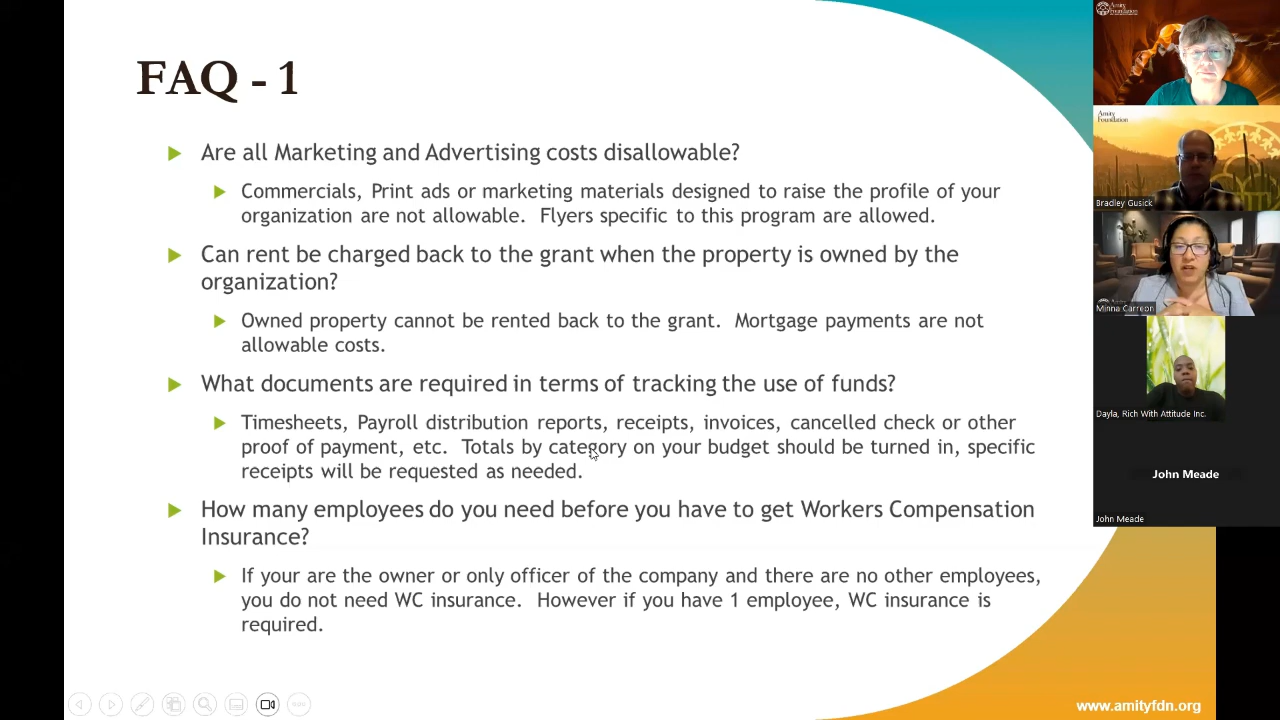 FAQ - 1
Are all Marketing and Advertising costs disallowable?
Commercials, Print ads or marketing materials designed to raise the profile of your
organization are not allowable.  Flyers specific to this program are allowed.
Can rent be charged back to the grant when the property is owned by the
organization?
Owned property cannot be rented back to the grant.  Mortgage payments are not
allowable costs.
What documents are required in terms of tracking the use of funds?
Timesheets, Payroll distribution reports, receipts, invoices, cancelled check or other
proof of payment, etc.  Totals by category on your budget should be turned in, specific
receipts will be requested as needed.
How many employees do you need before you have to get Workers Compensation
Insurance?
If your are the owner or only officer of the company and there are no other employees,
you do not need WC insurance.  However if you have 1 employee, WC insurance is
required.
www.amityfdn.org
Amity
Foundation
Amity
Foundation
Bradley Gusick
Minna Carreon
Dayla, Rich With Attitude Inc.
John Meade
John Meade